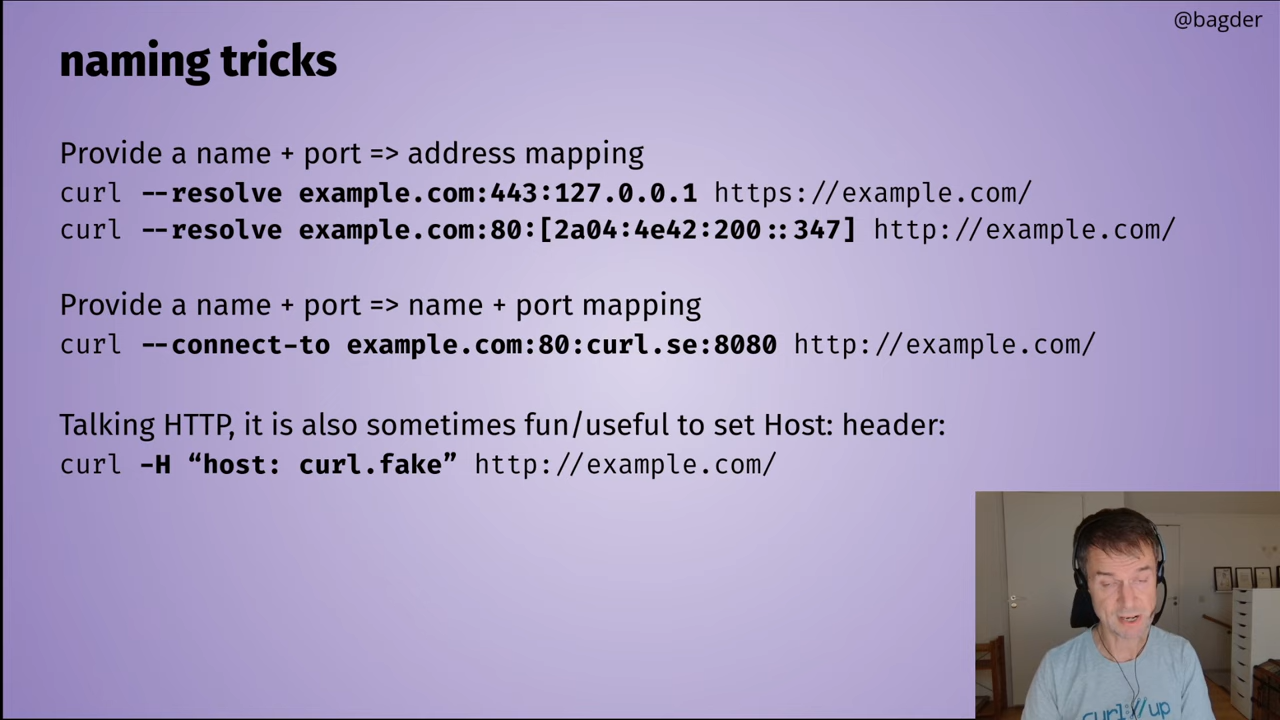 @bagder
naming tricks
Provide a name + port => address mapping
curl --resolve example.com:443:127.0.0.1 https://example.com/
curl --resolve example.com:80:[2a04:4e42:200::347] http://example.com/
Provide a name + port => name + port mapping
curl --connect-to example.com:80:curl.se:8080 http://example.com/
Talking HTTP, it is also sometimes fun/useful to set Host: header:
curl -H “host: curl.fake” http://example.com/
curl://up